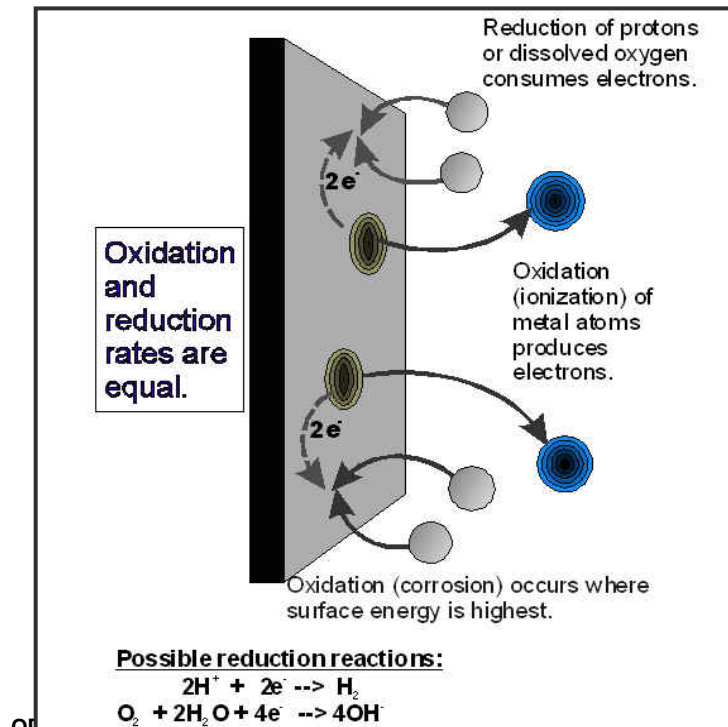 Reduction of protons
or dissolved oxygen
consumes electrons.
2e⁻
Oxidation
and
reduction
rates are
equal.
Oxidation
(ionization) of
metal atoms
produces
electrons.
2e⁻
Oxidation (corrosion) occurs where
surface energy is highest.
Possible reduction reactions:
2H⁺ + 2e⁻ --> H₂
O₂ + 2H₂O + 4e⁻ --> 4OH⁻